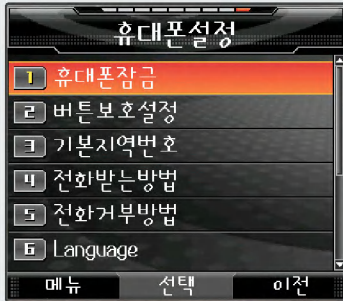 휴대폰설정
1 휴대폰잠금
2 버튼보호설정
3 기본지역번호
4 전화받는방법
5 전화거부방법
6 Language
메뉴 선택 이전